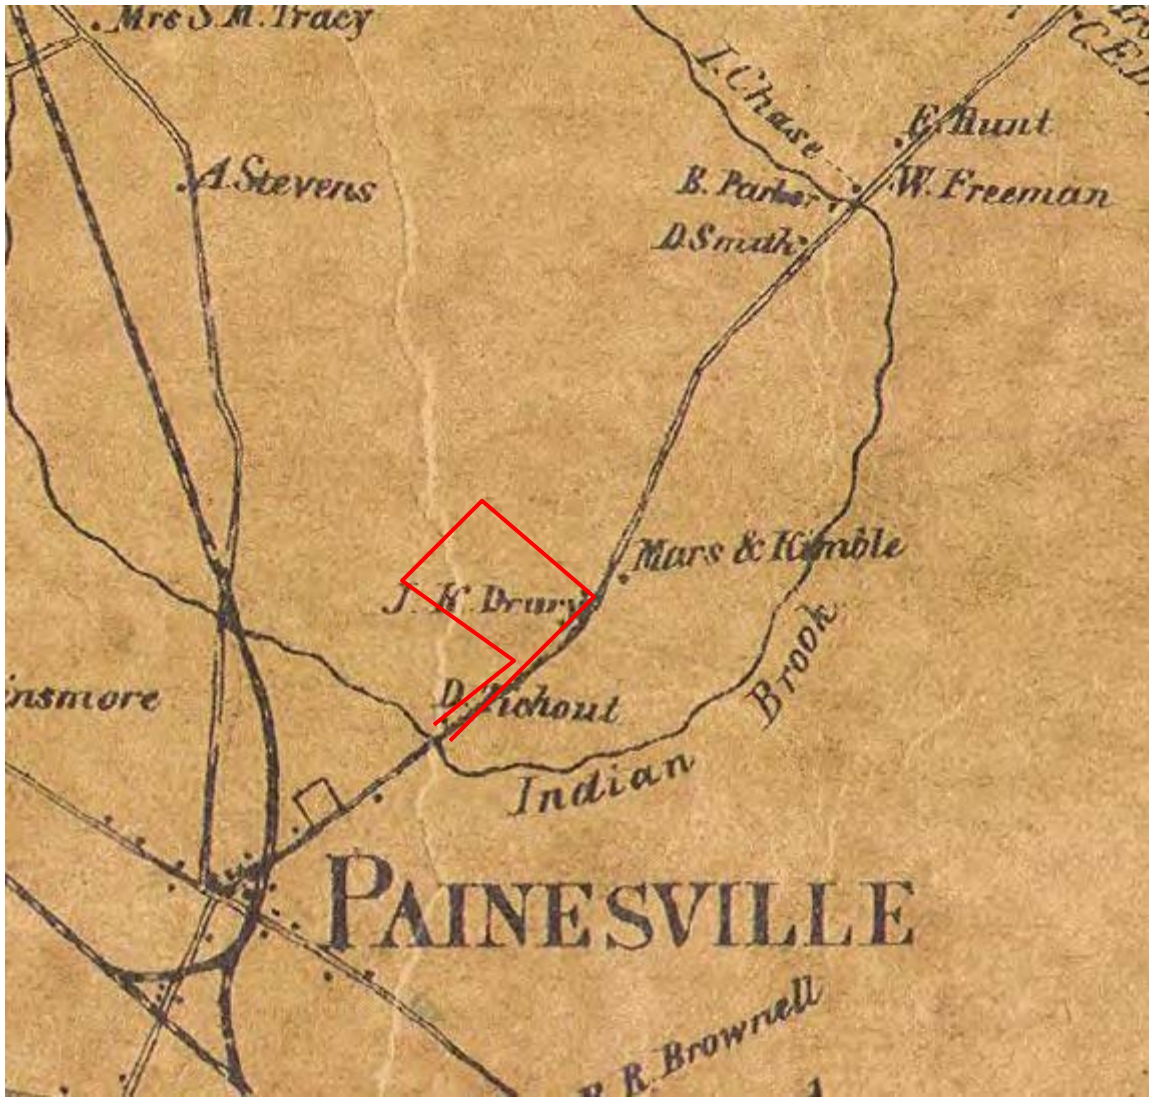 Mrs S. M. Tracy
C. E.
I. Chase
E. Hunt
A. Stevens
B. Parker
W. Freeman
D. Smith
Mars & Kimble
J. K. Drury
Brook
insmore
D. Tichout
Indian
PAINESVILLE
R. Brownell